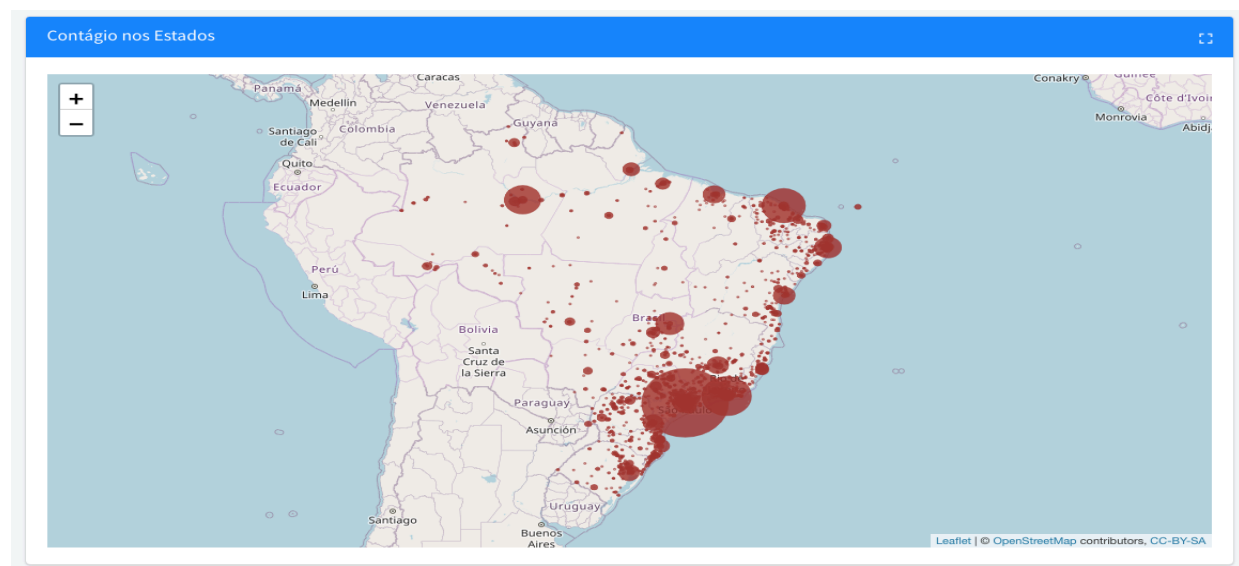 Contágio nos Estados
+
−
Caracas
Panamá
Medellín
Venezuela
Guyana
Santiago
de Cali
Colombia
Quito
Ecuador
Conakry
Guinée
Côte d'Ivoir
Monrovia
Abidj
Perú
Lima
Bolivia
Santa
Cruz de
la Sierra
Paraguay
Asunción
Uruguay
Santiago
Buenos
Aires
Leaflet | © OpenStreetMap contributors, CC-BY-SA